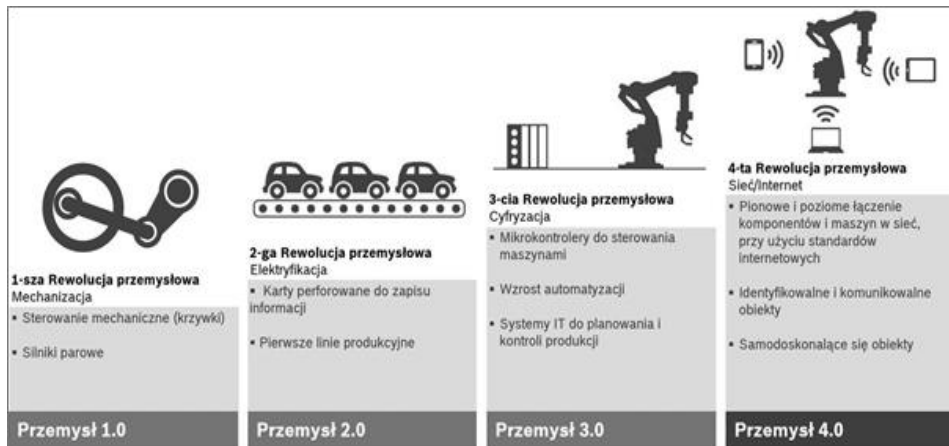 1-sza Rewolucja przemysłowa
Mechanizacja
▪ Sterowanie mechaniczne (krzywki)
▪ Silniki parowe
Przemysł 1.0
2-ga Rewolucja przemysłowa
Elektryfikacja
▪ Karty perforowane do zapisu
informacji
▪ Pierwsze linie produkcyjne
Przemysł 2.0
3-cia Rewolucja przemysłowa
Cyfryzacja
▪ Mikrokontrolery do sterowania
maszynami
▪ Wzrost automatyzacji
▪ Systemy IT do planowania i
kontroli produkcji
Przemysł 3.0
4-ta Rewolucja przemysłowa
Sieć/Internet
▪ Pionowe i poziome łączenie
komponentów i maszyn w sieć,
przy użyciu standardów
internetowych
▪ Identyfikowalne i komunikowalne
obiekty
▪ Samodoskonalące się obiekty
Przemysł 4.0